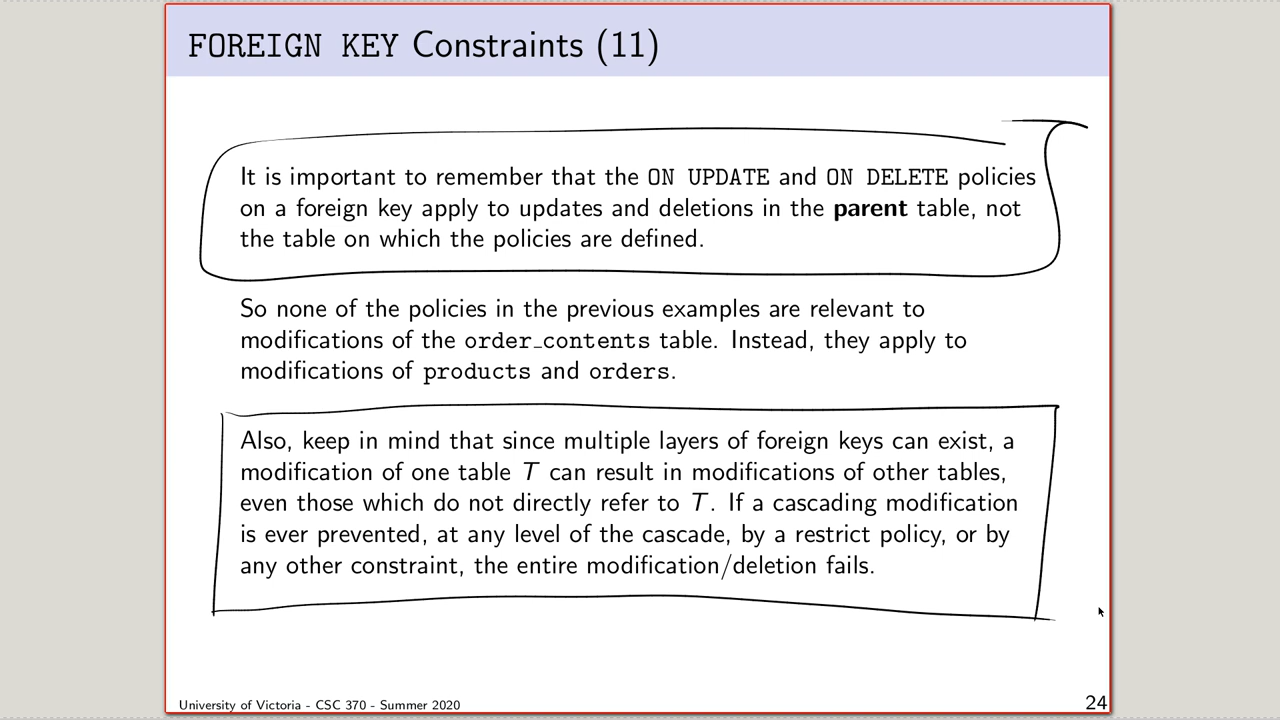 FOREIGN KEY Constraints (11)
It is important to remember that the ON UPDATE and ON DELETE policies
on a foreign key apply to updates and deletions in the parent table, not
the table on which the policies are defined.
So none of the policies in the previous examples are relevant to
modifications of the order_contents table. Instead, they apply to
modifications of products and orders.
Also, keep in mind that since multiple layers of foreign keys can exist, a
modification of one table T can result in modifications of other tables,
even those which do not directly refer to T. If a cascading modification
is ever prevented, at any level of the cascade, by a restrict policy, or by
any other constraint, the entire modification/deletion fails.
University of Victoria - CSC 370 - Summer 2020
24